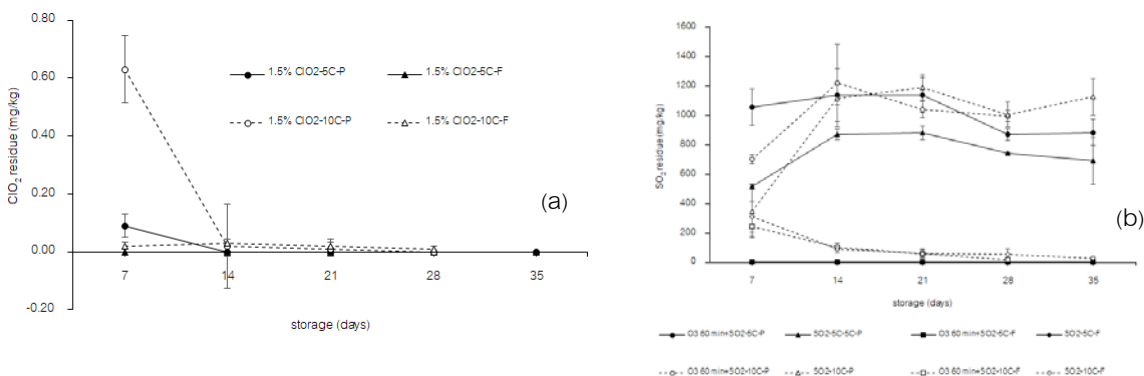 0.80
0.60
0.40
0.20
0.00
-0.20
ClO2 residue (mg/kg)
1.5% ClO2-5C-P
1.5% ClO2-5C-F
1.5% ClO2-10C-P
1.5% ClO2-10C-F
(a)
7 14 21 28 35
storage (days)
1600
1400
1200
1000
800
600
400
200
0
SO2 residue (mg/kg)
(b)
7 14 21 28 35
storage (days)
O3 60 min+SO2-5C-P
SO2-5C-5C-P
O3 60 min+SO2-5C-F
SO2-5C-F
O3 60 min+SO2-10C-P
SO2-10C-P
O3 60 min+SO2-10C-F
SO2-10C-F